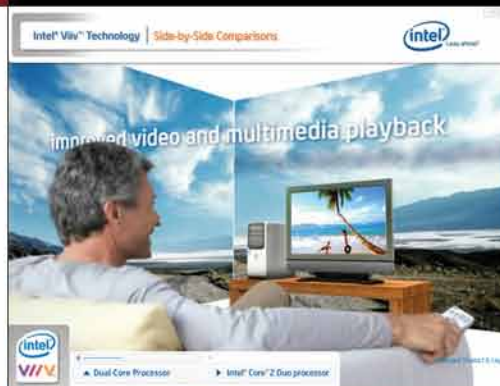 Intel® Viiv™ Technology | Side-by-Side Comparisons
intel
Leap ahead™
improved video and multimedia playback
intel
VIIV
▲ Dual-Core Processor ▶ Intel® Core™2 Duo processor